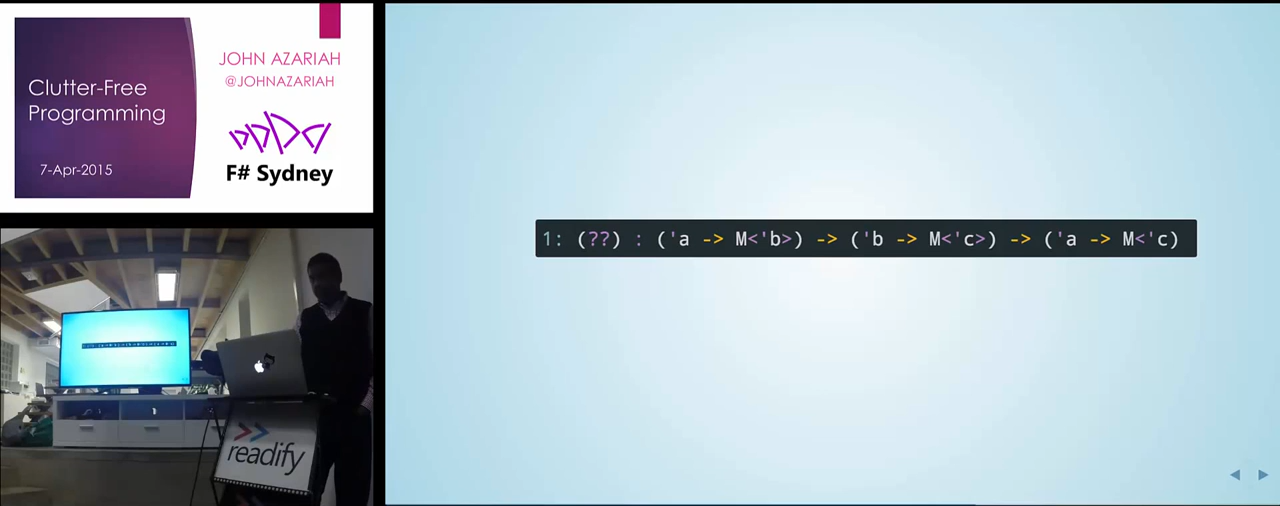 Clutter-Free
Programming
7-Apr-2015
JOHN AZARIAH
@JOHNAZARIAH
F# Sydney
readify
1: (??) : ('a -> M<'b>) -> ('b -> M<'c>) -> ('a -> M<'c)